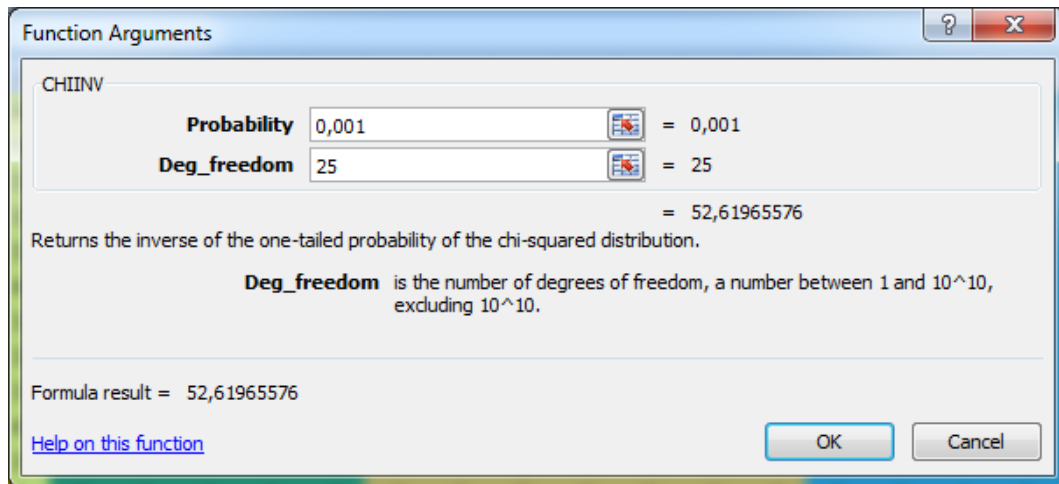 Function Arguments
CHIINV
Probability 0,001 = 0,001
Deg_freedom 25 = 25
= 52,61965576
Returns the inverse of the one-tailed probability of the chi-squared distribution.
Deg_freedom is the number of degrees of freedom, a number between 1 and 10^10,
excluding 10^10.
Formula result = 52,61965576
Help on this function
OK Cancel